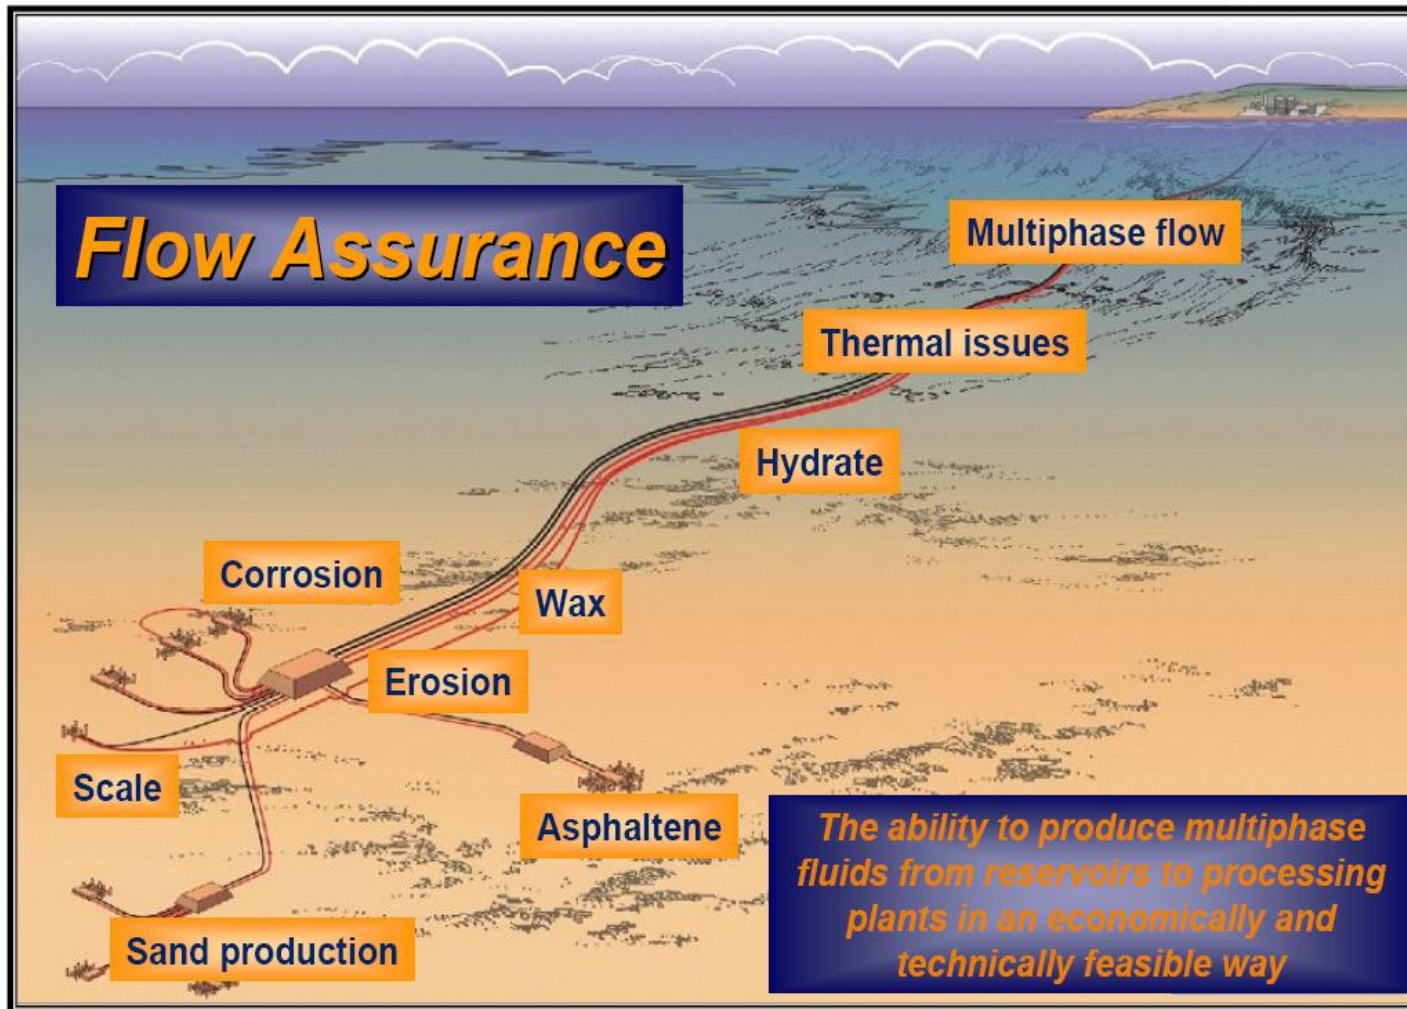 Flow Assurance
Multiphase flow
Thermal issues
Hydrate
Corrosion
Wax
Erosion
Scale
Asphaltene
Sand production
The ability to produce multiphase
fluids from reservoirs to processing
plants in an economically and
technically feasible way